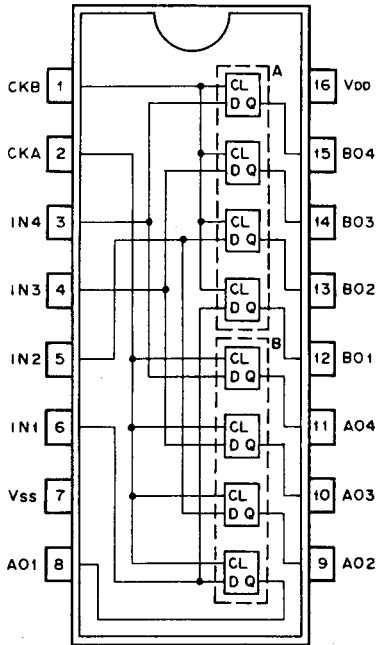 CKB 1
CKA 2
IN4 3
IN3 4
IN2 5
IN1 6
Vss 7
AO1 8
A
CL
D Q
CL
D Q
CL
D Q
CL
D Q
B
CL
D Q
CL
D Q
CL
D Q
CL
D Q
16 VDD
15 BO4
14 BO3
13 BO2
12 BO1
11 AO4
10 AO3
9 AO2